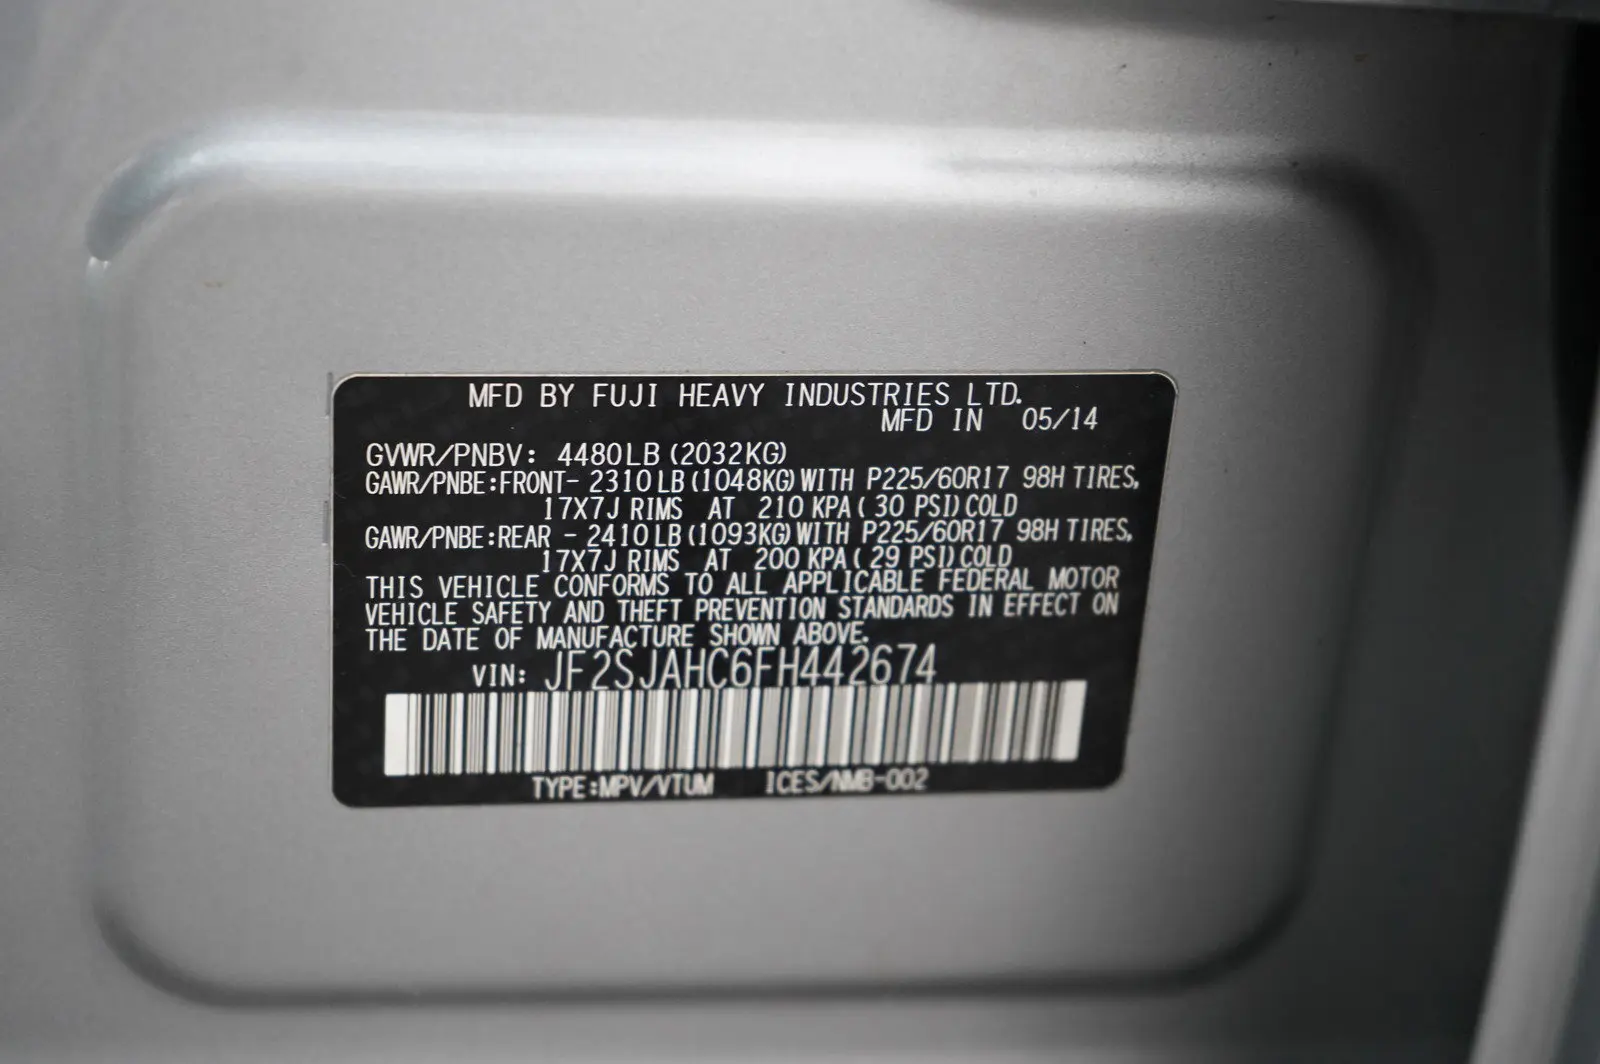 MFD BY FUJI HEAVY INDUSTRIES LTD.
MFD IN 05/14
GVWR/PNBV: 4480LB (2032KG)
GAWR/PNBE:FRONT- 2310LB (1048KG) WITH P225/60R17 98H TIRES,
17X7J RIMS AT 210 KPA ( 30 PSI) COLD
GAWR/PNBE:REAR - 2410LB (1093KG) WITH P225/60R17 98H TIRES,
17X7J RIMS AT 200 KPA ( 29 PSI) COLD
THIS VEHICLE CONFORMS TO ALL APPLICABLE FEDERAL MOTOR
VEHICLE SAFETY AND THEFT PREVENTION STANDARDS IN EFFECT ON
THE DATE OF MANUFACTURE SHOWN ABOVE.
VIN: JF2SJAHC6FH442674
TYPE:MPV/VTUM ICES/NMB-002